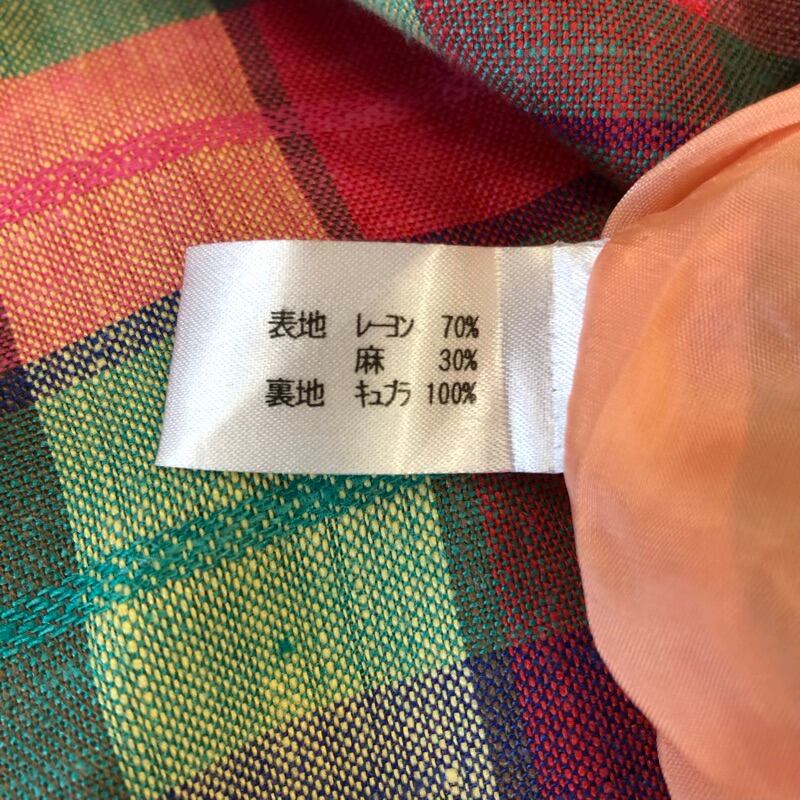 表地 レーヨン 70%
麻 30%
裏地 キュプラ 100%